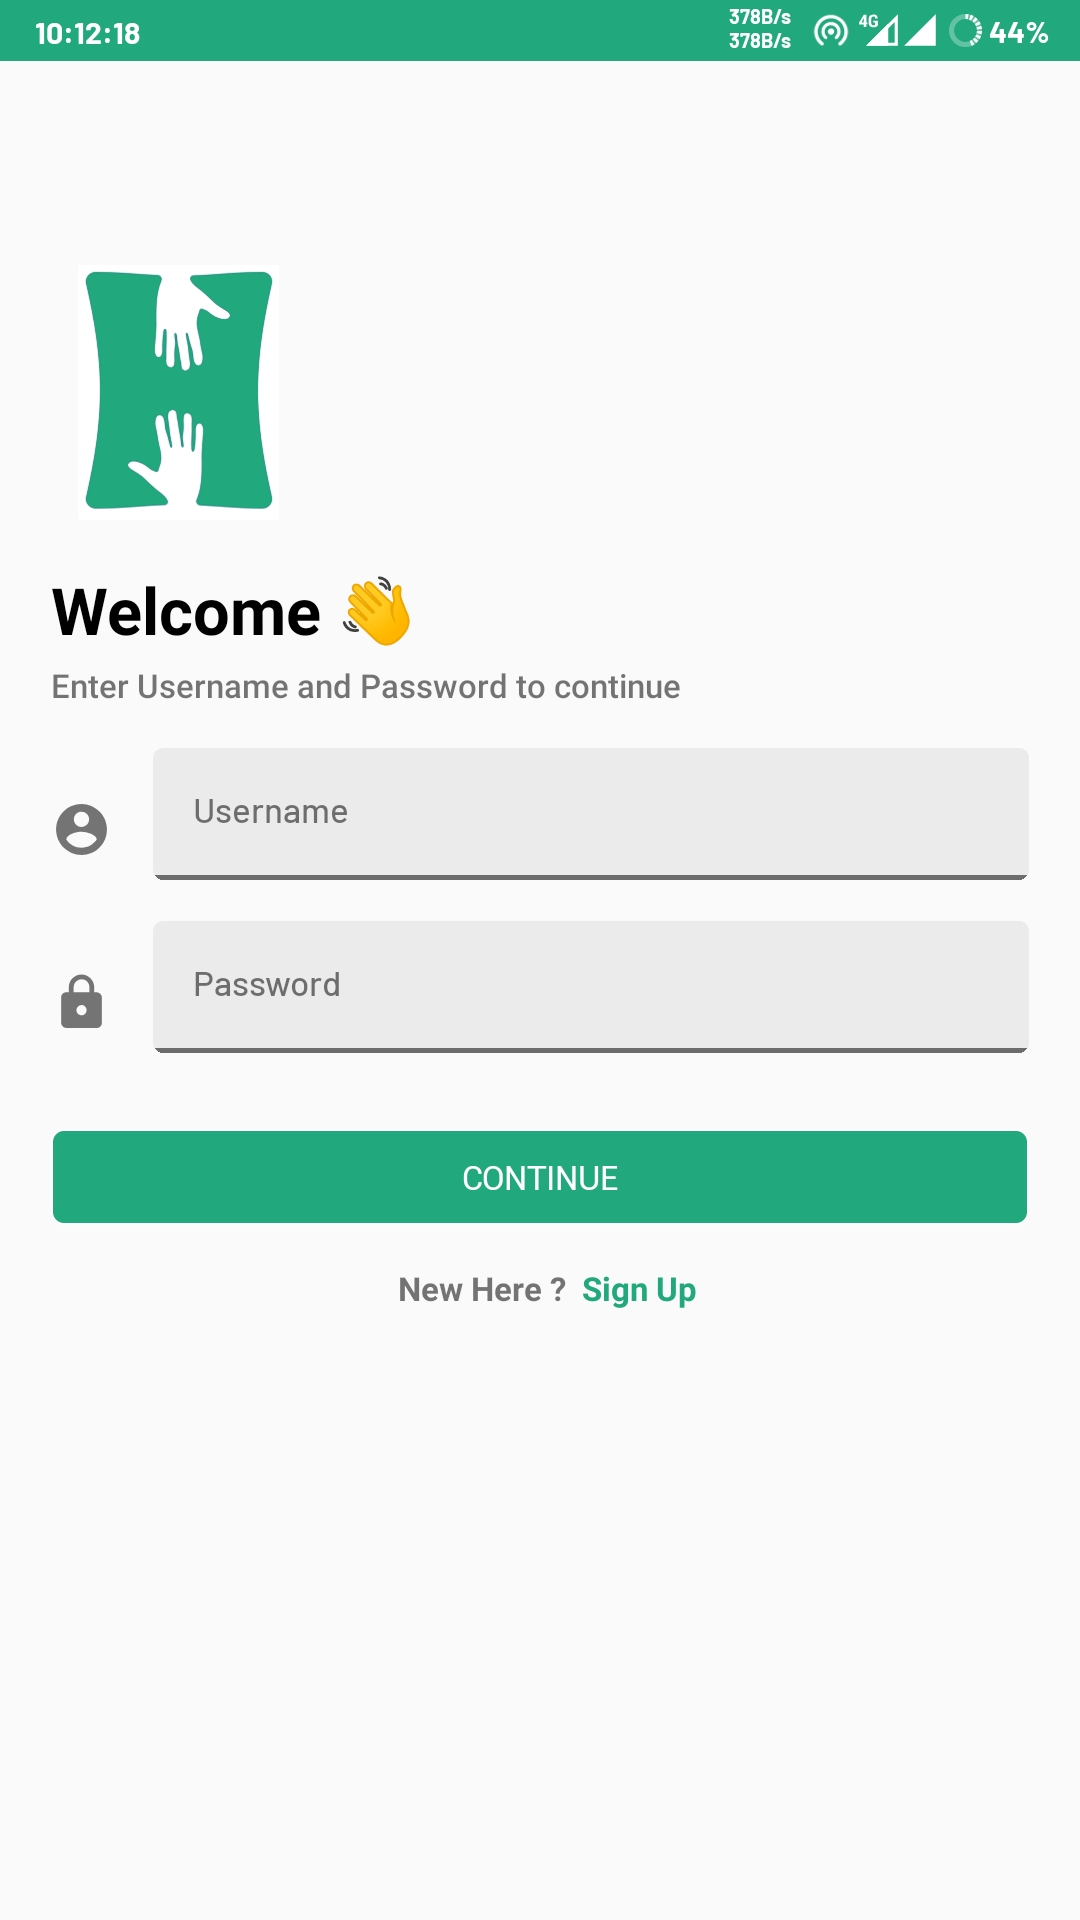 10:12:18
378B/s
378B/s
4G
44%
Welcome 👋
Enter Username and Password to continue
Username
Password
CONTINUE
New Here ? Sign Up